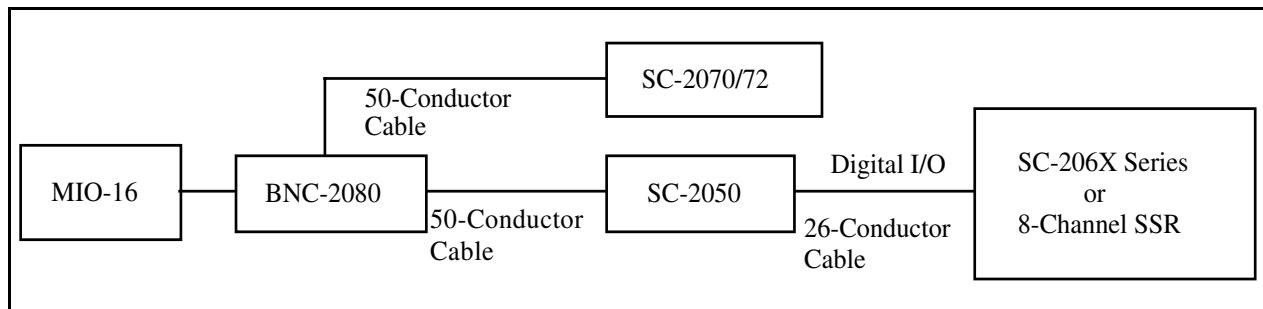 SC-2070/72
50-Conductor
Cable
MIO-16
BNC-2080
50-Conductor
Cable
SC-2050
Digital I/O
26-Conductor
Cable
SC-206X Series
or
8-Channel SSR